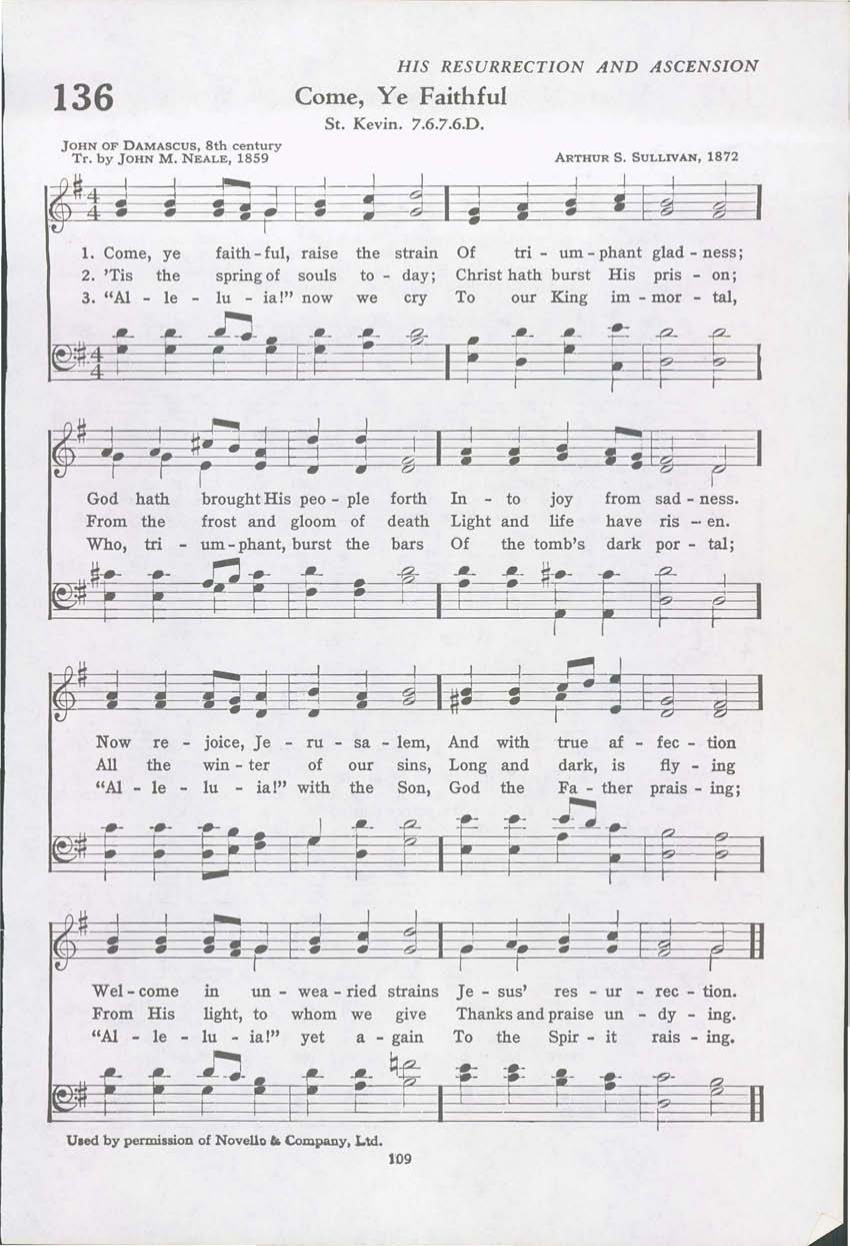 HIS RESURRECTION AND ASCENSION
136
Come, Ye Faithful
St. Kevin. 7.6.7.6.D.
JOHN OF DAMASCUS, 8th century
Tr. by JOHN M. NEALE, 1859
ARTHUR S. SULLIVAN, 1872
1. Come, ye faith - ful, raise the strain Of tri - um - phant glad - ness;
2. 'Tis the spring of souls to - day; Christ hath burst His pris - on;
3. "Al - le - lu - ia!" now we cry To our King im - mor - tal,
God hath brought His peo - ple forth In - to joy from sad - ness.
From the frost and gloom of death Light and life have ris - en.
Who, tri - um - phant, burst the bars Of the tomb's dark por - tal;
Now re - joice, Je - ru - sa - lem, And with true af - fec - tion
All the win - ter of our sins, Long and dark, is fly - ing
"Al - le - lu - ia!" with the Son, God the Fa - ther prais - ing;
Wel - come in un - wea - ried strains Je - sus' res - ur - rec - tion.
From His light, to whom we give Thanks and praise un - dy - ing.
"Al - le - lu - ia!" yet a - gain To the Spir - it rais - ing.
Used by permission of Novello & Company, Ltd.
109